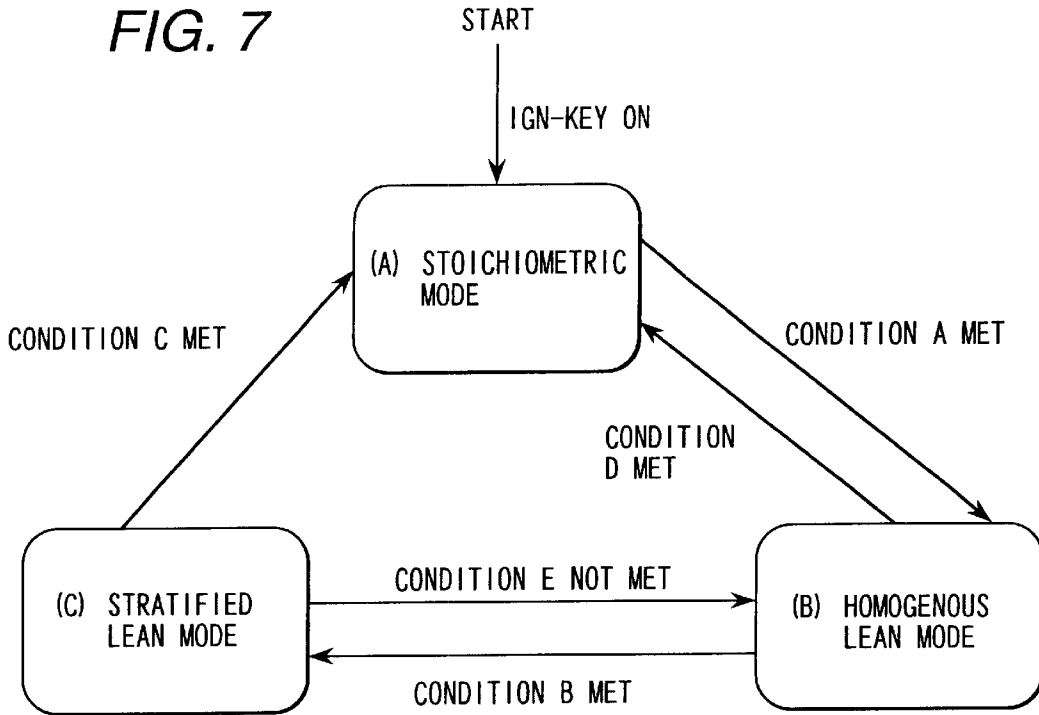 FIG. 7
START
IGN-KEY ON
(A) STOICHIOMETRIC
MODE
CONDITION C MET
CONDITION A MET
CONDITION
D MET
(C) STRATIFIED
LEAN MODE
CONDITION E NOT MET
(B) HOMOGENOUS
LEAN MODE
CONDITION B MET